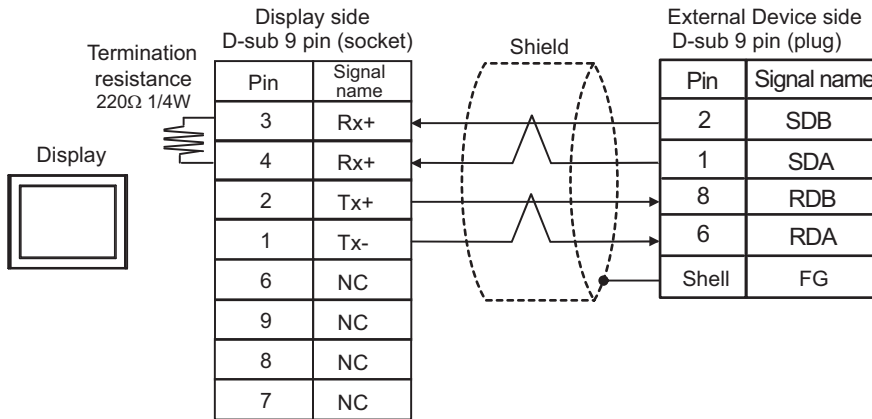 Display side
D-sub 9 pin (socket)
External Device side
D-sub 9 pin (plug)
Termination
resistance
220Ω 1/4W
Shield
Display
Pin Signal name
3 Rx+
4 Rx+
2 Tx+
1 Tx-
6 NC
9 NC
8 NC
7 NC
Pin Signal name
2 SDB
1 SDA
8 RDB
6 RDA
Shell FG